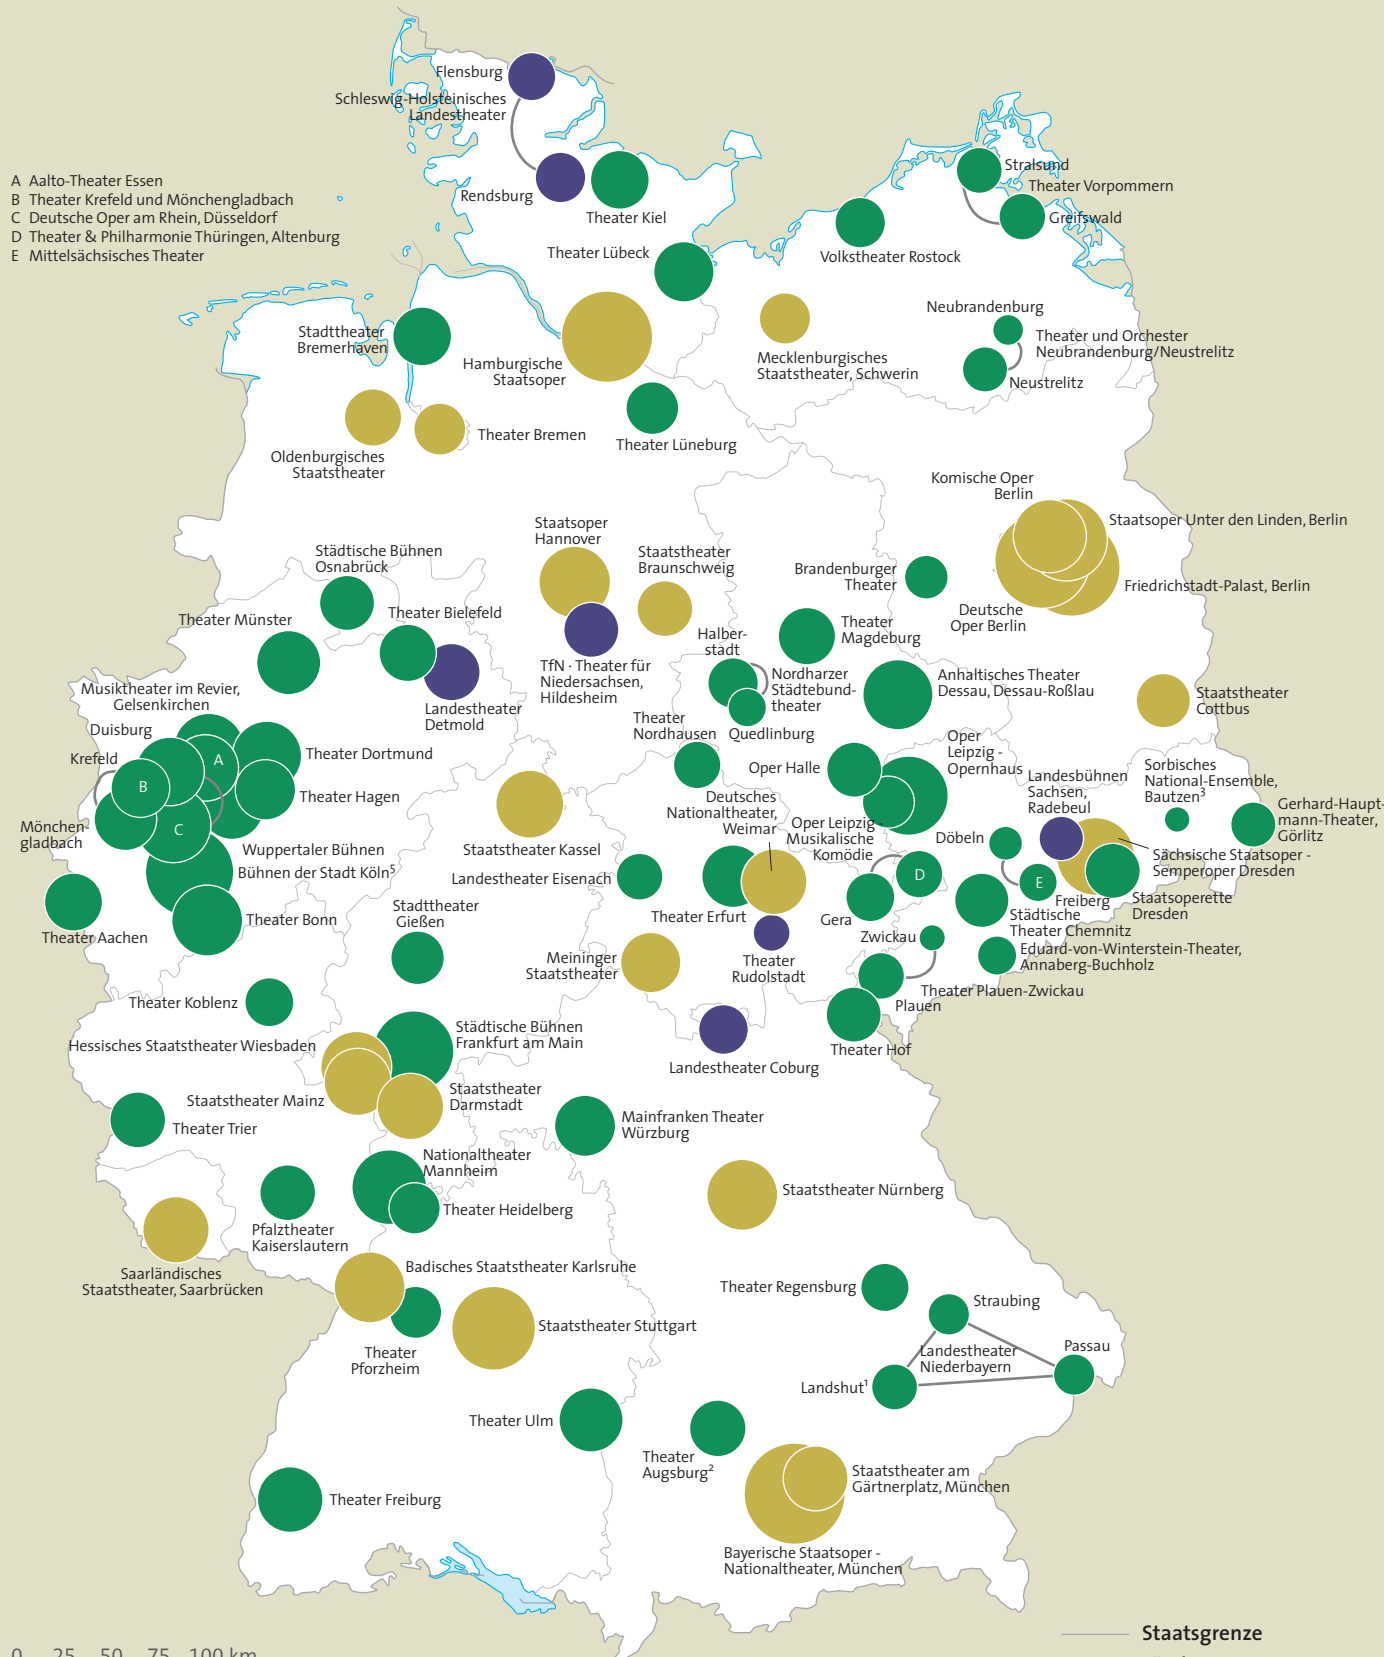 Flensburg
Schleswig-Holsteinisches
Landestheater
Rendsburg
Theater Kiel
Stralsund
Theater Vorpommern
Greifswald
A Aalto-Theater Essen
B Theater Krefeld und Mönchengladbach
C Deutsche Oper am Rhein, Düsseldorf
D Theater & Philharmonie Thüringen, Altenburg
E Mittelsächsisches Theater
Theater Lübeck
Volkstheater Rostock
Neubrandenburg
Theater und Orchester
Neubrandenburg/Neustrelitz
Neustrelitz
Stadttheater
Bremerhaven
Hamburgische
Staatsoper
Mecklenburgisches
Staatstheater, Schwerin
Theater Bremen
Theater Lüneburg
Oldenburgisches
Staatstheater
Komische Oper
Berlin
Staatsoper Unter den Linden, Berlin
Friedrichstadt-Palast, Berlin
Deutsche
Oper Berlin
Brandenburger
Theater
Staatsoper
Hannover
Staatstheater
Braunschweig
Städtische Bühnen
Osnabrück
Theater Bielefeld
Theater Münster
TfN · Theater für
Niedersachsen,
Hildesheim
Landestheater
Detmold
Halber-
stadt
Theater
Magdeburg
Nordharzer
Städtebund-
theater
Quedlinburg
Anhaltisches Theater
Dessau, Dessau-Roßlau
Staatstheater
Cottbus
Musiktheater im Revier,
Gelsenkirchen
Duisburg
Krefeld
A
B
C
Theater Dortmund
Theater Hagen
Mönchen-
gladbach
Wuppertaler Bühnen
Bühnen der Stadt Köln⁵
Theater Bonn
Theater Aachen
Theater
Nordhausen
Oper Halle
Oper
Leipzig -
Opernhaus
Oper Leipzig -
Musikalische
Komödie
Deutsches
Nationaltheater,
Weimar
Landesbühnen
Sachsen,
Radebeul
Sorbisches
National-Ensemble,
Bautzen³
Gerhard-Haupt-
mann-Theater,
Görlitz
Döbeln
Sächsische Staatsoper -
Semperoper Dresden
Staatsoperette
Dresden
D
E
Freiberg
Gera
Städtische
Theater Chemnitz
Zwickau
Eduard-von-Winterstein-Theater,
Annaberg-Buchholz
Theater Plauen-Zwickau
Plauen
Theater Hof
Staatstheater Kassel
Landestheater Eisenach
Theater Erfurt
Theater
Rudolstadt
Stadttheater
Gießen
Meininger
Staatstheater
Landestheater Coburg
Theater Koblenz
Hessisches Staatstheater Wiesbaden
Städtische Bühnen
Frankfurt am Main
Staatstheater Mainz
Staatstheater
Darmstadt
Theater Trier
Mainfranken Theater
Würzburg
Nationaltheater
Mannheim
Theater Heidelberg
Staatstheater Nürnberg
Pfalztheater
Kaiserslautern
Saarländisches
Staatstheater, Saarbrücken
Badisches Staatstheater Karlsruhe
Staatstheater Stuttgart
Theater
Pforzheim
Theater Regensburg
Straubing
Passau
Landestheater
Niederbayern
Landshut¹
Theater Ulm
Theater
Augsburg²
Staatstheater am
Gärtnerplatz, München
Theater Freiburg
Bayerische Staatsoper -
Nationaltheater, München
Staatsgrenze
0 25 50 75 100 km